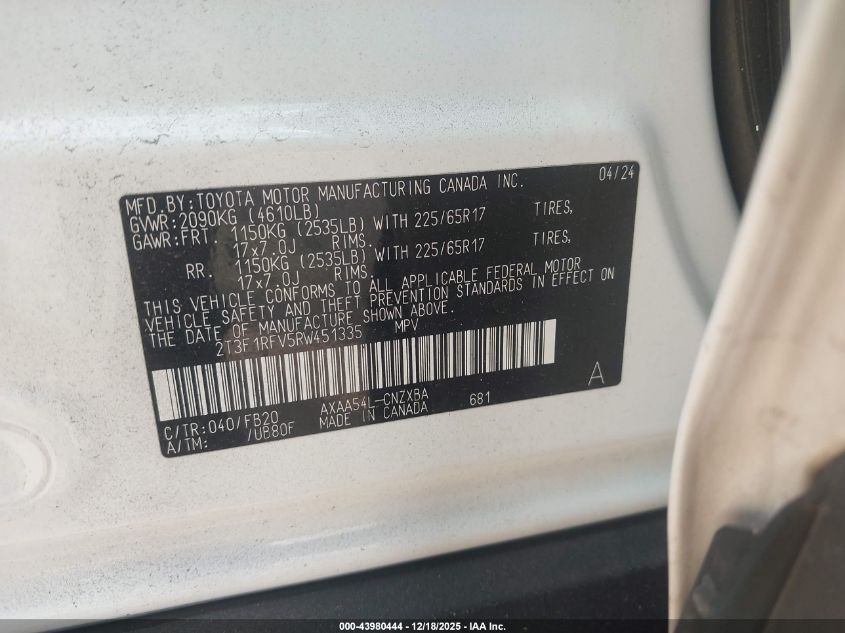 MFD.BY:TOYOTA MOTOR MANUFACTURING CANADA INC. 04/24
GVWR:2090KG (4610LB)
GAWR:FRT. 1150KG (2535LB) WITH 225/65R17 TIRES,
17x7.0J RIMS.
RR. 1150KG (2535LB) WITH 225/65R17 TIRES,
17x7.0J RIMS.
THIS VEHICLE CONFORMS TO ALL APPLICABLE FEDERAL MOTOR
VEHICLE SAFETY AND THEFT PREVENTION STANDARDS IN EFFECT ON
THE DATE OF MANUFACTURE SHOWN ABOVE.
2T3F1RFV5RW451335 MPV
A
C/TR:040/FB20 AXAA54L-CNZXBA 681
A/TM: /UB80F MADE IN CANADA
000-43980444 • 12/18/2025 • IAA Inc.